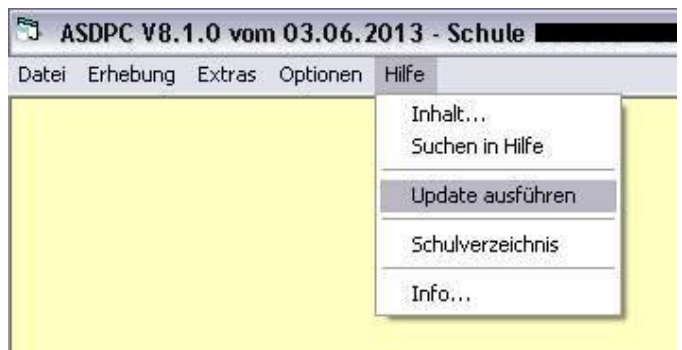 ASDPC V8.1.0 vom 03.06.2013 - Schule
Datei Erhebung Extras Optionen Hilfe
Inhalt...
Suchen in Hilfe
Update ausführen
Schulverzeichnis
Info...